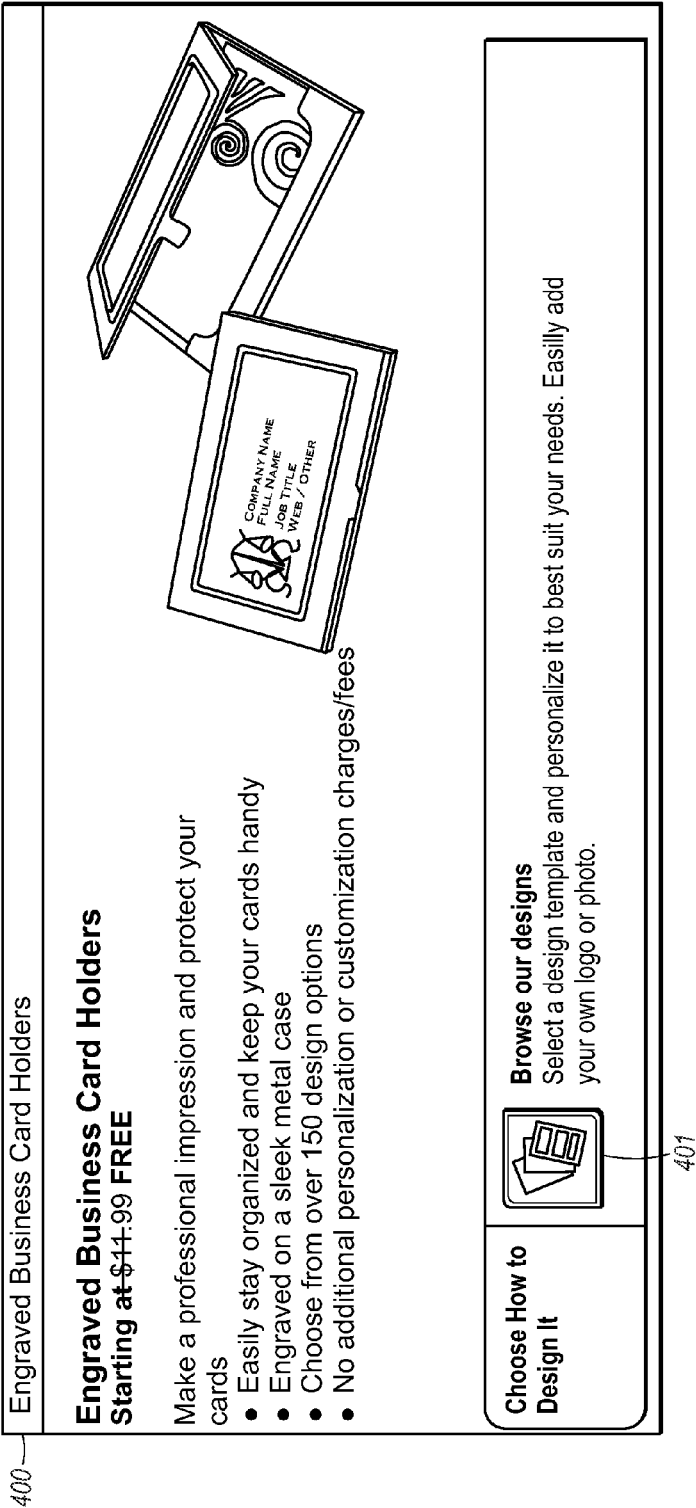 400
Engraved Business Card Holders
Engraved Business Card Holders
Starting at $11.99 FREE
Make a professional impression and protect your
cards
• Easily stay organized and keep your cards handy
• Engraved on a sleek metal case
• Choose from over 150 design options
• No additional personalization or customization charges/fees
COMPANY NAME
FULL NAME
JOB TITLE
WEB / OTHER
Choose How to
Design It
Browse our designs
Select a design template and personalize it to best suit your needs. Easilly add
your own logo or photo.
401